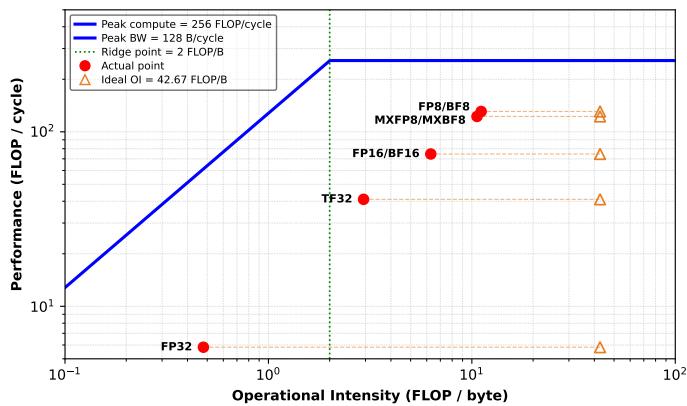 Peak compute = 256 FLOP/cycle
Peak BW = 128 B/cycle
Ridge point = 2 FLOP/B
Actual point
Ideal OI = 42.67 FLOP/B
FP8/BF8
MXFP8/MXBF8
FP16/BF16
TF32
FP32
Performance (FLOP / cycle)
10²
10¹
10⁻¹
10⁰
10¹
10²
Operational Intensity (FLOP / byte)